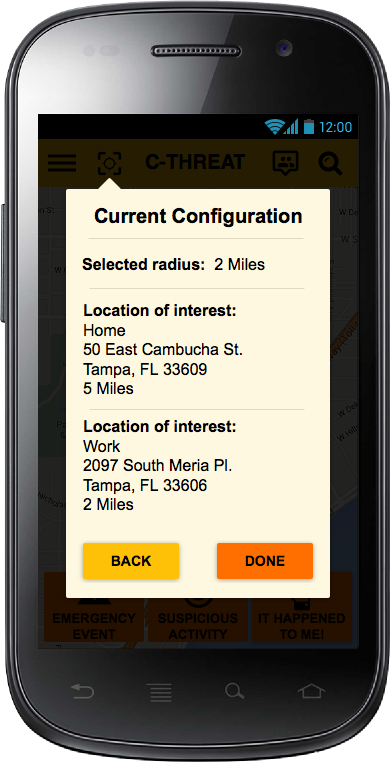 12:00
C-THREAT
Current Configuration
Selected radius: 2 Miles
Location of interest:
Home
50 East Cambucha St.
Tampa, FL 33609
5 Miles
Location of interest:
Work
2097 South Meria Pl.
Tampa, FL 33606
2 Miles
BACK
DONE
EMERGENCY
EVENT
SUSPICIOUS
ACTIVITY
IT HAPPENED
TO ME!